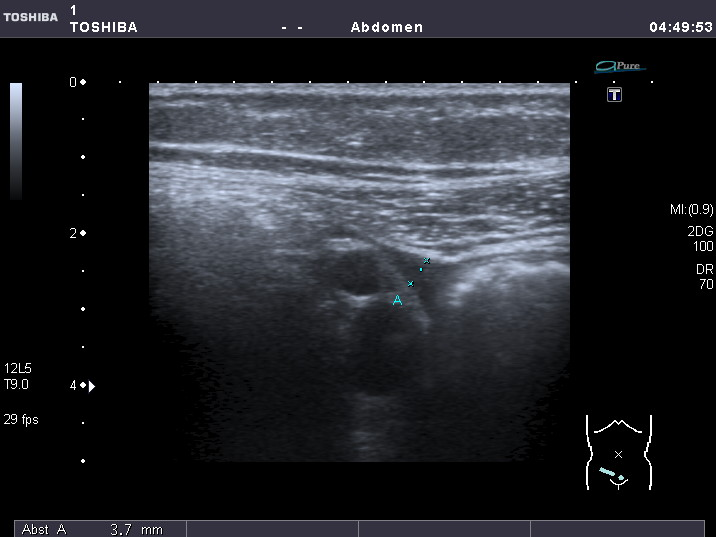 TOSHIBA
1
TOSHIBA
- -
Abdomen
04:49:53
Pure
T
0
2
4
MI:(0.9)
2DG
100
DR
70
12L5
T9.0
29 fps
A
Abst A 3.7 mm